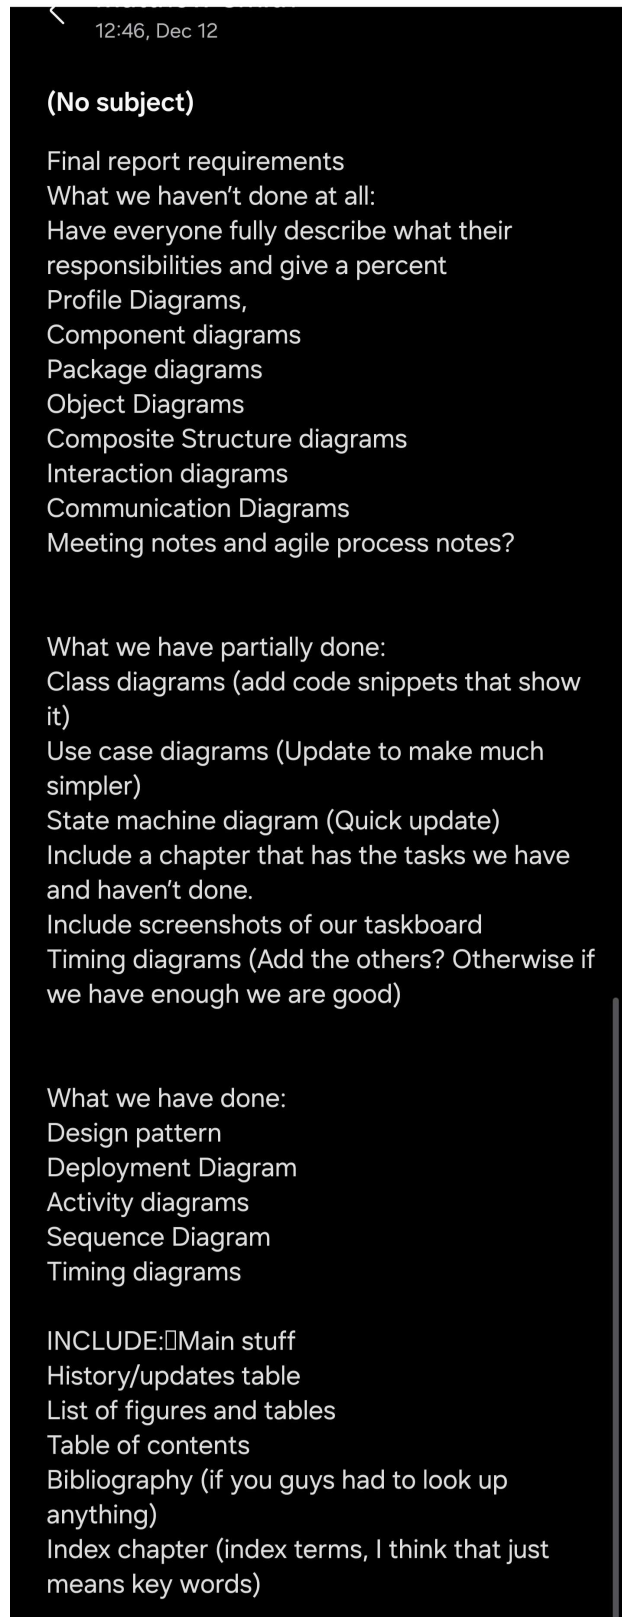 12:46, Dec 12
(No subject)
Final report requirements
What we haven't done at all:
Have everyone fully describe what their
responsibilities and give a percent
Profile Diagrams,
Component diagrams
Package diagrams
Object Diagrams
Composite Structure diagrams
Interaction diagrams
Communication Diagrams
Meeting notes and agile process notes?
What we have partially done:
Class diagrams (add code snippets that show
it)
Use case diagrams (Update to make much
simpler)
State machine diagram (Quick update)
Include a chapter that has the tasks we have
and haven't done.
Include screenshots of our taskboard
Timing diagrams (Add the others? Otherwise if
we have enough we are good)
What we have done:
Design pattern
Deployment Diagram
Activity diagrams
Sequence Diagram
Timing diagrams
INCLUDE:▯Main stuff
History/updates table
List of figures and tables
Table of contents
Bibliography (if you guys had to look up
anything)
Index chapter (index terms, I think that just
means key words)